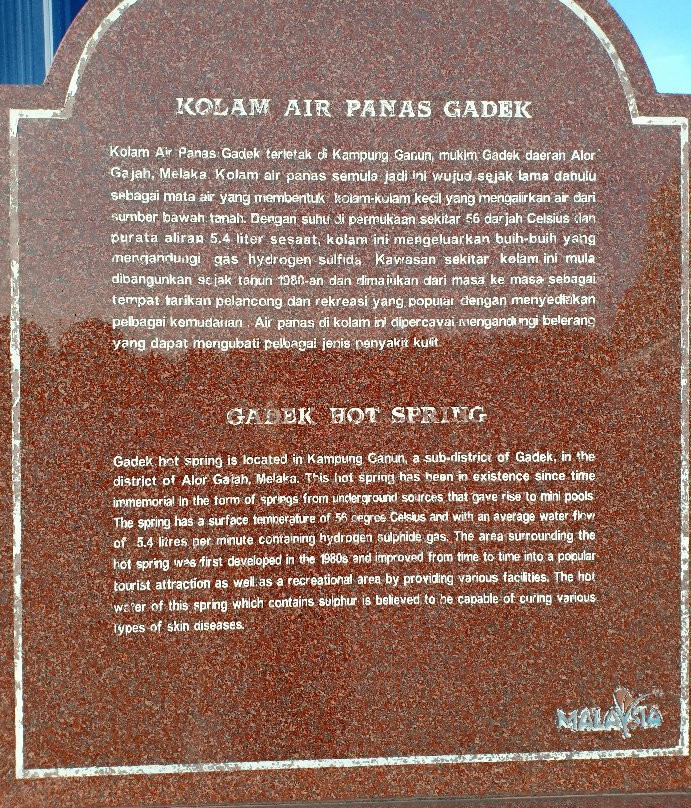 KOLAM AIR PANAS GADEK
Kolam Air Panas Gadek terletak di Kampung Ganun, mukim Gadek daerah Alor
Gajah, Melaka. Kolam air panas semula jadi ini wujud sejak lama dahulu
sebagai mata air yang membentuk kolam-kolam kecil yang mengalirkan air dari
sumber bawah tanah. Dengan suhu di permukaan sekitar 56 darjah Celsius dan
purata aliran 5.4 liter sesaat, kolam ini mengeluarkan buih-buih yang
mengandungi gas hydrogen sulfida. Kawasan sekitar kolam ini mula
dibangunkan sejak tahun 1980-an dan dimajukan dari masa ke masa sebagai
tempat tarikan pelancong dan rekreasi yang popular dengan menyediakan
pelbagai kemudahan . Air panas di kolam ini dipercayai mengandungi belerang
yang dapat mengubati pelbagai jenis penyakit kulit.
GADEK HOT SPRING
Gadek hot spring is located in Kampung Ganun, a sub-district of Gadek, in the
district of Alor Gajah, Melaka. This hot spring has been in existence since time
immemorial in the form of springs from underground sources that gave rise to mini pools
The spring has a surface temperature of 56 degres Celsius and with an average water flow
of 5.4 litres per minute containing hydrogen sulphide gas. The area surrounding the
hot spring was first developed in the 1980s and improved from time to time into a popular
tourist attraction as well as a recreational area by providing various facilities. The hot
water of this spring which contains sulphur is believed to be capable of curing various
types of skin diseases.
MALAYSIA